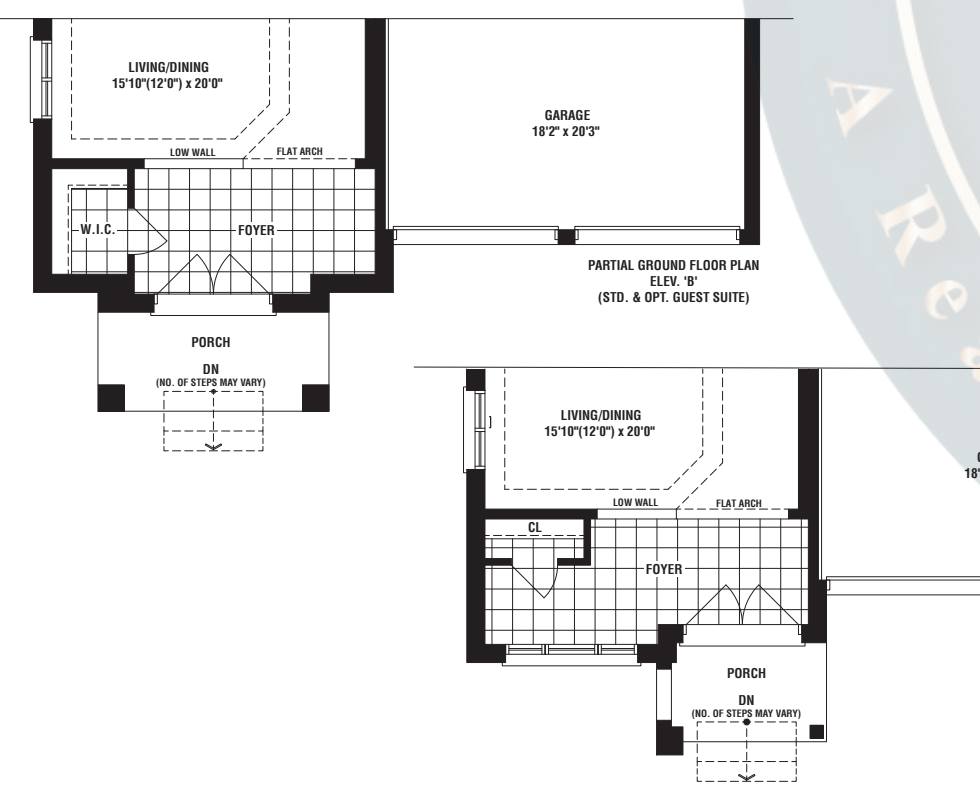 LIVING/DINING
15'10"(12'0") x 20'0"
GARAGE
18'2" x 20'3"
LOW WALL
FLAT ARCH
W.I.C.
FOYER
PARTIAL GROUND FLOOR PLAN
ELEV. 'B'
(STD. & OPT. GUEST SUITE)
PORCH
DN
(NO. OF STEPS MAY VARY)
LIVING/DINING
15'10"(12'0") x 20'0"
18'
LOW WALL
FLAT ARCH
CL
FOYER
PORCH
DN
(NO. OF STEPS MAY VARY)
A Re